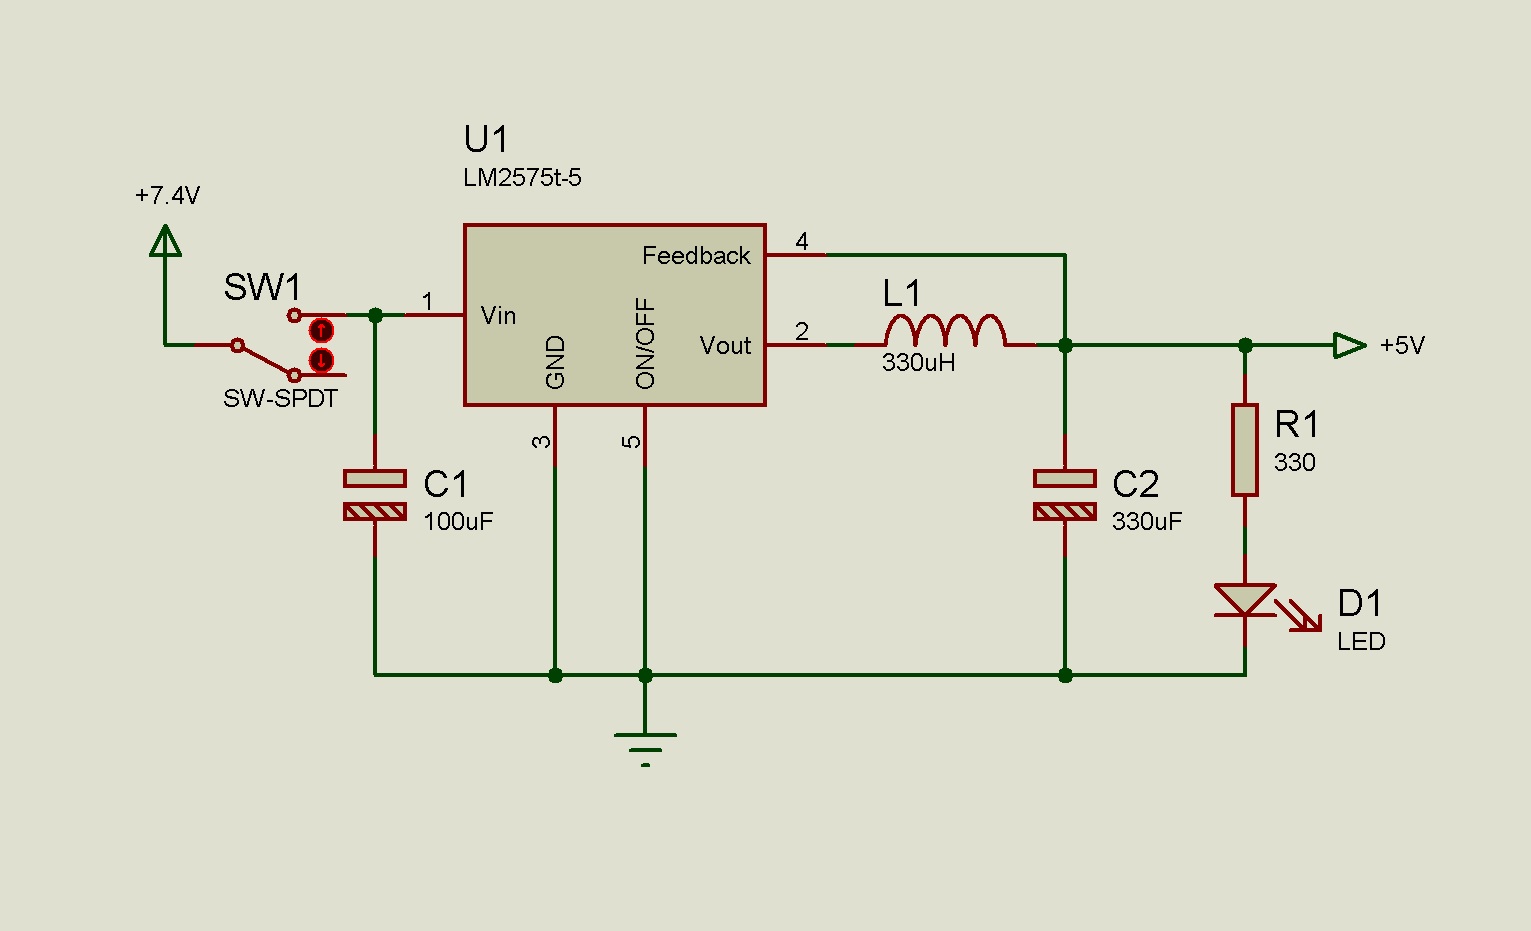 U1
LM2575t-5
+7.4V
4
Feedback
SW1
L1
1
Vin
2
Vout
+5V
GND
ON/OFF
330uH
SW-SPDT
R1
330
3
5
C1
100uF
C2
330uF
D1
LED